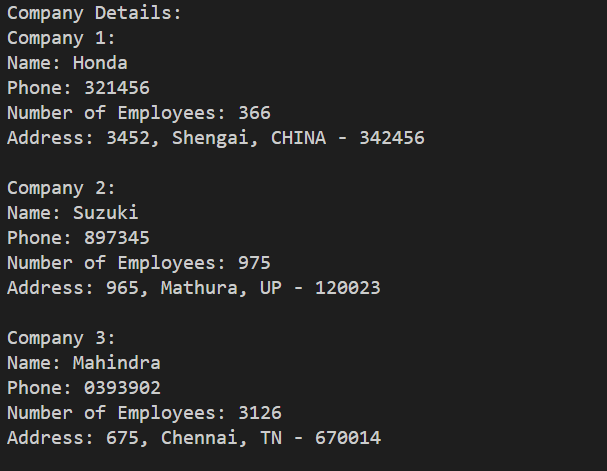 Company Details:
Company 1:
Name: Honda
Phone: 321456
Number of Employees: 366
Address: 3452, Shengai, CHINA - 342456
Company 2:
Name: Suzuki
Phone: 897345
Number of Employees: 975
Address: 965, Mathura, UP - 120023
Company 3:
Name: Mahindra
Phone: 0393902
Number of Employees: 3126
Address: 675, Chennai, TN - 670014